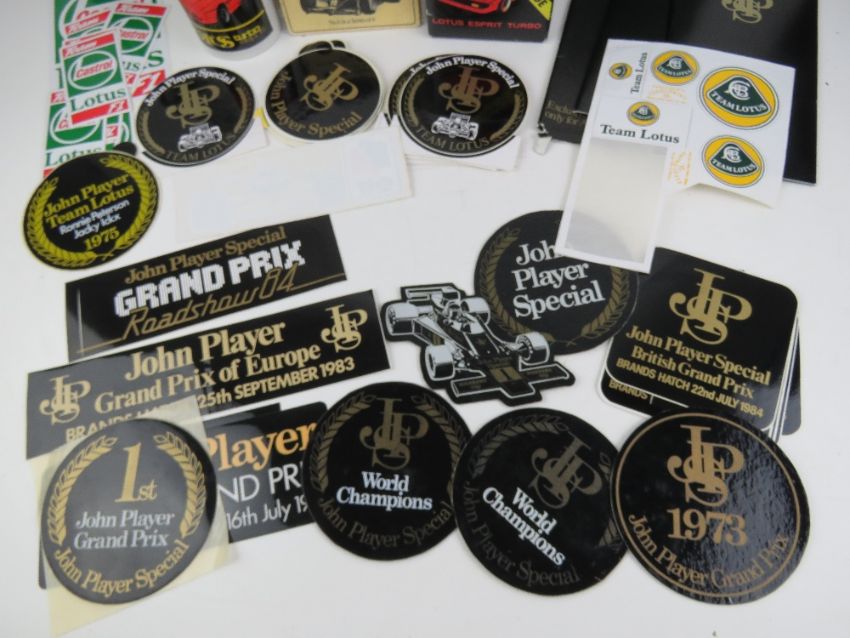 Castrol
Lotus
LOTUS ESPRIT TURBO
John Player Special
JPS
TEAM LOTUS
JPS
John Player Special
John Player Special
JPS
TEAM LOTUS
TEAM LOTUS
TEAM LOTUS
Team Lotus
TEAM LOTUS
John Player
Team Lotus
Ronnie Peterson
Jacky Ickx
1975
John Player Special
GRAND PRIX
Roadshow 84
John Player
Special
JPS
John Player Special
British Grand Prix
BRANDS HATCH 22nd JULY 1984
BRANDS
JPS
John Player
Grand Prix of Europe
25th SEPTEMBER 1983
JPS
1st
John Player
Grand Prix
John Player Special
Player
ND PRI
16th July 19
JPS
World
Champions
John Player Special
JPS
World
Champions
John Player Special
JPS
1973
John Player Grand Prix